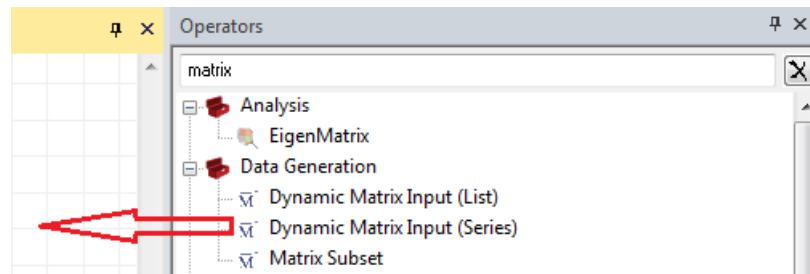 Operators
matrix
Analysis
EigenMatrix
Data Generation
Dynamic Matrix Input (List)
Dynamic Matrix Input (Series)
Matrix Subset